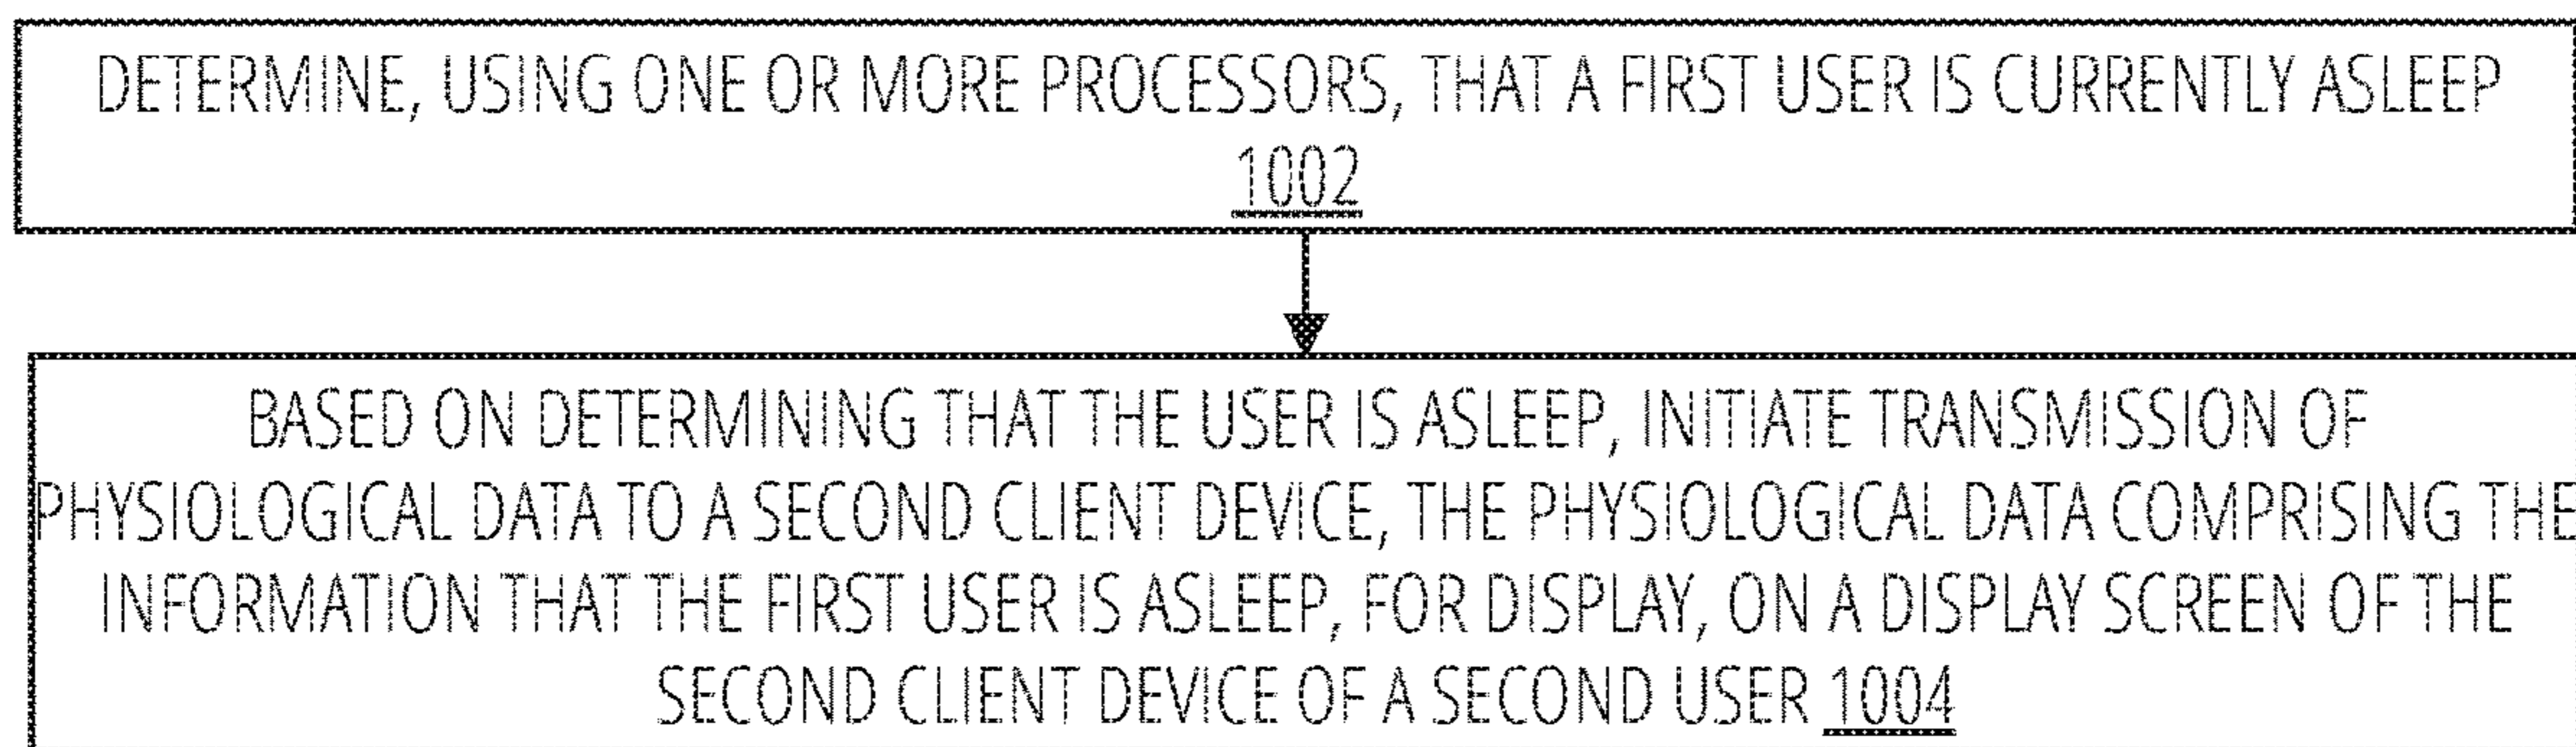 DETERMINE, USING ONE OR MORE PROCESSORS, THAT A FIRST USER IS CURRENTLY ASLEEP
1002
BASED ON DETERMINING THAT THE USER IS ASLEEP, INITIATE TRANSMISSION OF
PHYSIOLOGICAL DATA TO A SECOND CLIENT DEVICE, THE PHYSIOLOGICAL DATA COMPRISING THE
INFORMATION THAT THE FIRST USER IS ASLEEP, FOR DISPLAY, ON A DISPLAY SCREEN OF THE
SECOND CLIENT DEVICE OF A SECOND USER 1004